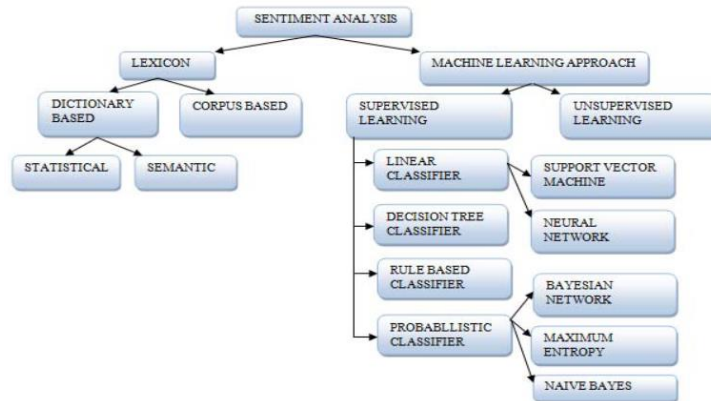 SENTIMENT ANALYSIS
LEXICON
MACHINE LEARNING APPROACH
DICTIONARY
BASED
CORPUS BASED
SUPERVISED
LEARNING
UNSUPERVISED
LEARNING
STATISTICAL
SEMANTIC
LINEAR
CLASSIFIER
SUPPORT VECTOR
MACHINE
DECISION TREE
CLASSIFIER
NEURAL
NETWORK
RULE BASED
CLASSIFIER
BAYESIAN
NETWORK
PROBABLLISTIC
CLASSIFIER
MAXIMUM
ENTROPY
NAIVE BAYES